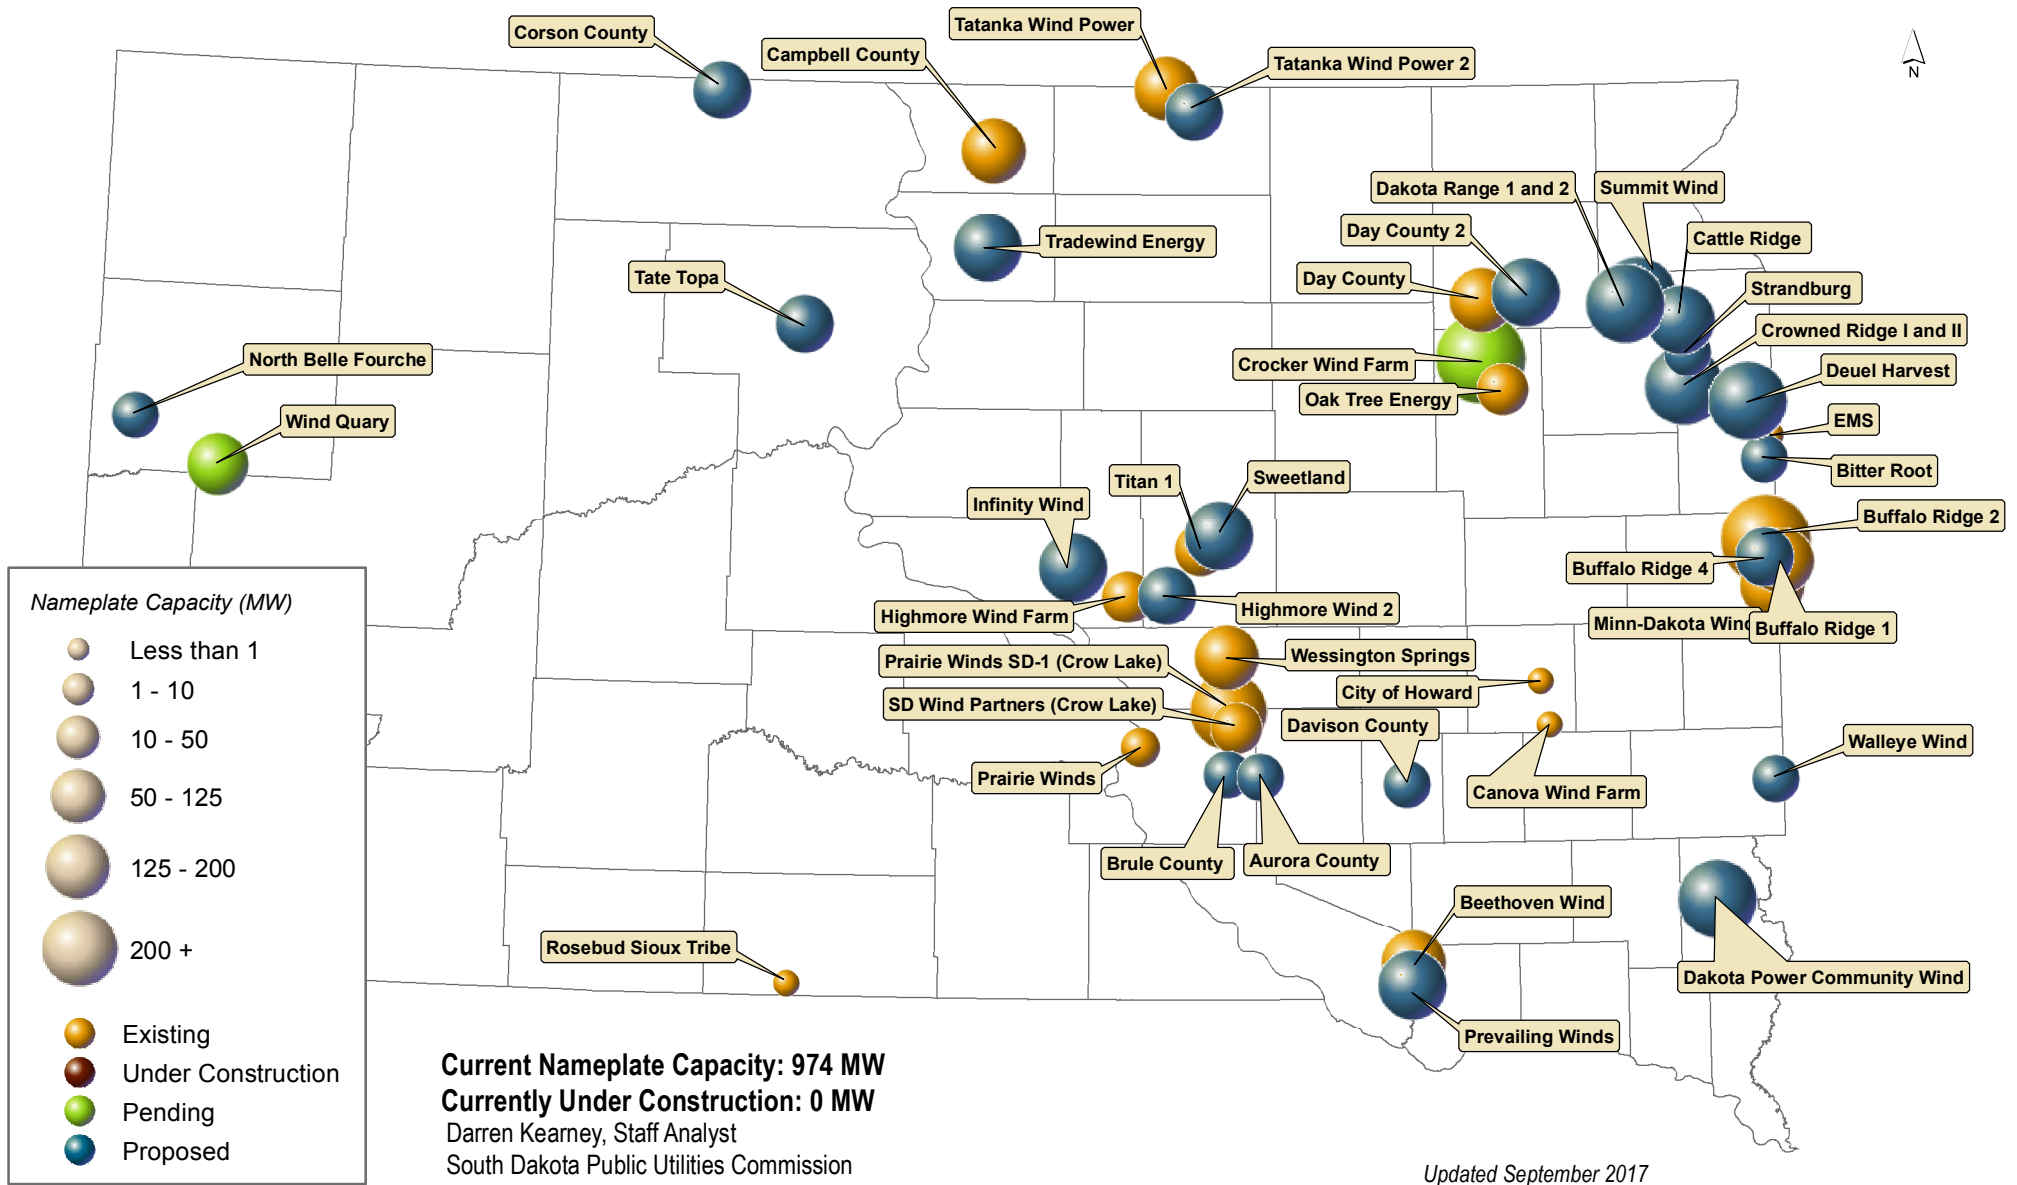 Corson County
Campbell County
Tatanka Wind Power
Tatanka Wind Power 2
N
Dakota Range 1 and 2
Summit Wind
Day County 2
Cattle Ridge
Tradewind Energy
Tate Topa
Day County
Strandburg
Crowned Ridge I and II
North Belle Fourche
Crocker Wind Farm
Deuel Harvest
Oak Tree Energy
Wind Quary
EMS
Bitter Root
Titan 1
Sweetland
Infinity Wind
Buffalo Ridge 2
Buffalo Ridge 4
Highmore Wind Farm
Highmore Wind 2
Minn-Dakota Wind
Buffalo Ridge 1
Prairie Winds SD-1 (Crow Lake)
Wessington Springs
City of Howard
SD Wind Partners (Crow Lake)
Davison County
Walleye Wind
Prairie Winds
Canova Wind Farm
Brule County
Aurora County
Beethoven Wind
Rosebud Sioux Tribe
Dakota Power Community Wind
Prevailing Winds
Nameplate Capacity (MW)
Less than 1
1 - 10
10 - 50
50 - 125
125 - 200
200 +
Existing
Under Construction
Pending
Proposed
Current Nameplate Capacity: 974 MW
Currently Under Construction: 0 MW
Darren Kearney, Staff Analyst
South Dakota Public Utilities Commission
Updated September 2017